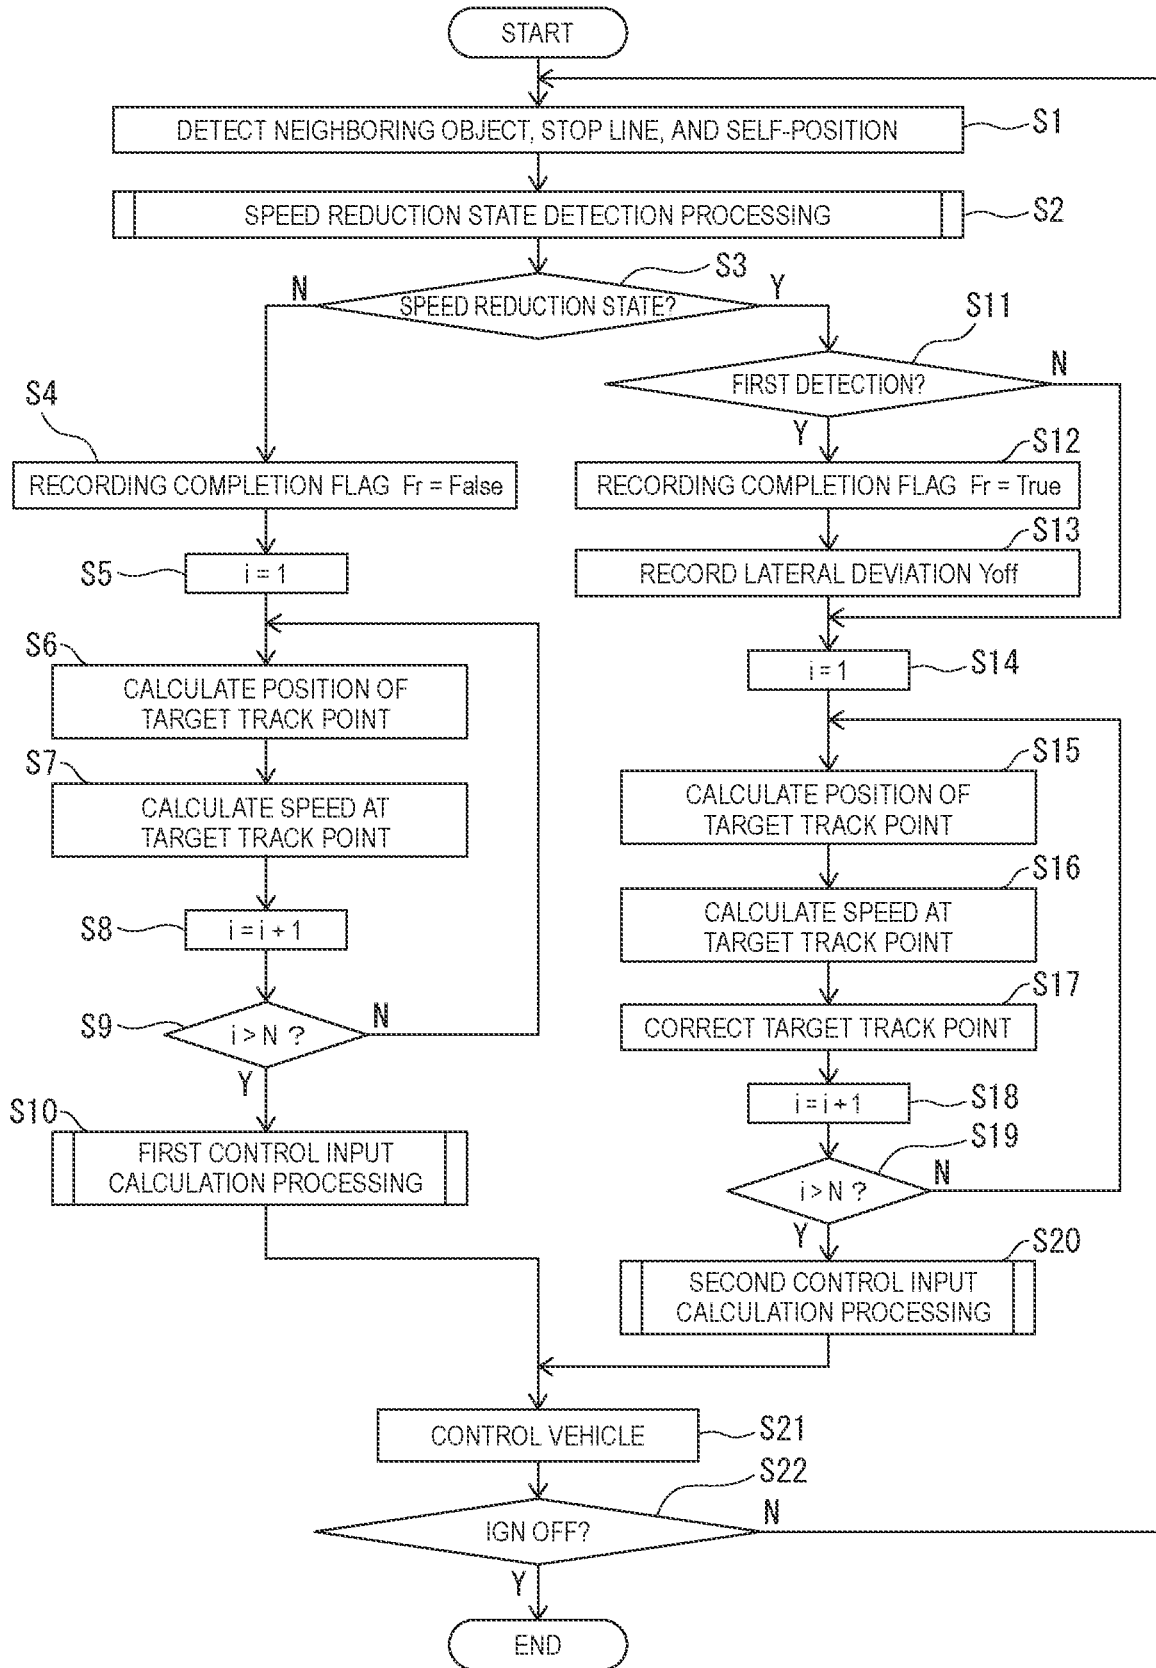 START
DETECT NEIGHBORING OBJECT, STOP LINE, AND SELF-POSITION
S1
SPEED REDUCTION STATE DETECTION PROCESSING
S2
S3
N
SPEED REDUCTION STATE?
Y
S4
RECORDING COMPLETION FLAG Fr = False
S5
i = 1
S6
CALCULATE POSITION OF
TARGET TRACK POINT
S7
CALCULATE SPEED AT
TARGET TRACK POINT
S8
i = i + 1
S9
i > N ?
N
Y
S10
FIRST CONTROL INPUT
CALCULATION PROCESSING
S11
FIRST DETECTION?
N
Y
S12
RECORDING COMPLETION FLAG Fr = True
S13
RECORD LATERAL DEVIATION Yoff
i = 1
S14
S15
CALCULATE POSITION OF
TARGET TRACK POINT
S16
CALCULATE SPEED AT
TARGET TRACK POINT
S17
CORRECT TARGET TRACK POINT
i = i + 1
S18
S19
i > N ?
N
Y
S20
SECOND CONTROL INPUT
CALCULATION PROCESSING
CONTROL VEHICLE
S21
S22
IGN OFF?
N
Y
END